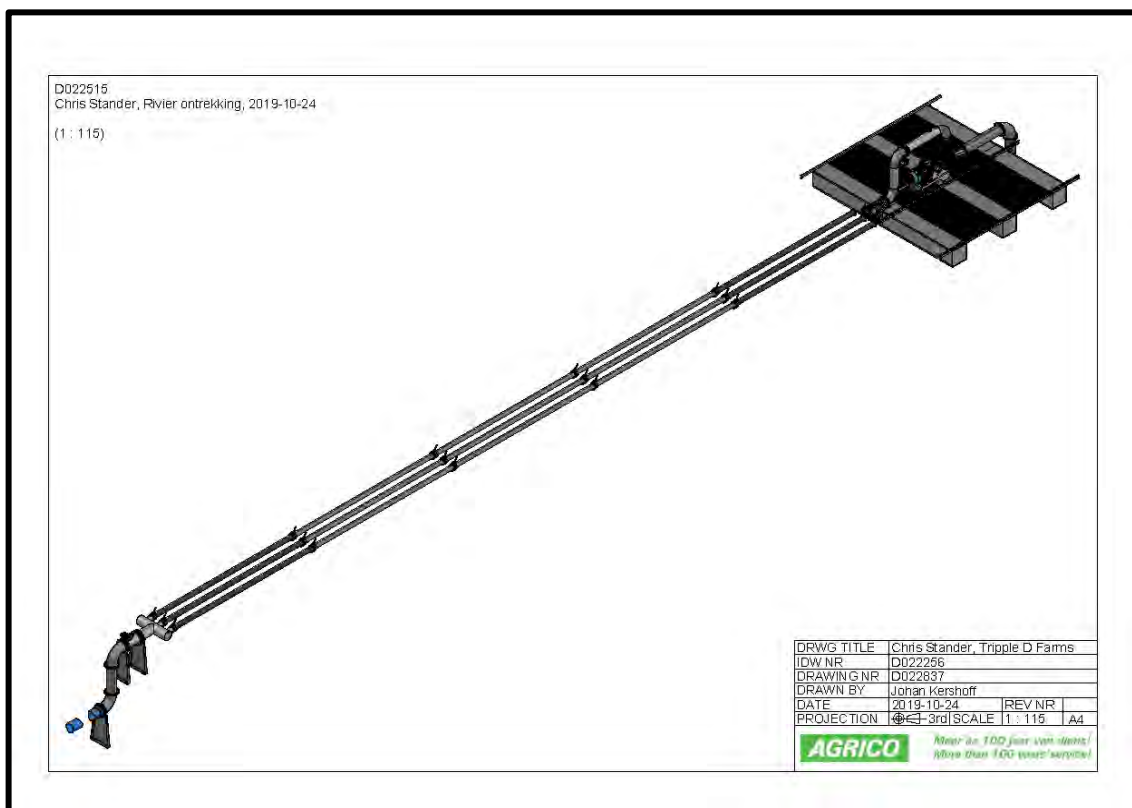 D022515
Chris Stander, Rivier ontrekking, 2019-10-24
(1 : 115)
DRWG TITLE Chris Stander, Tripple D Farms
IDW NR D022256
DRAWING NR D022837
DRAWN BY Johan Kershoff
DATE 2019-10-24 REV NR
PROJECTION 3rd SCALE 1 : 115 A4
AGRICO
Meer as 100 jaar van diens!
More than 100 years' service!